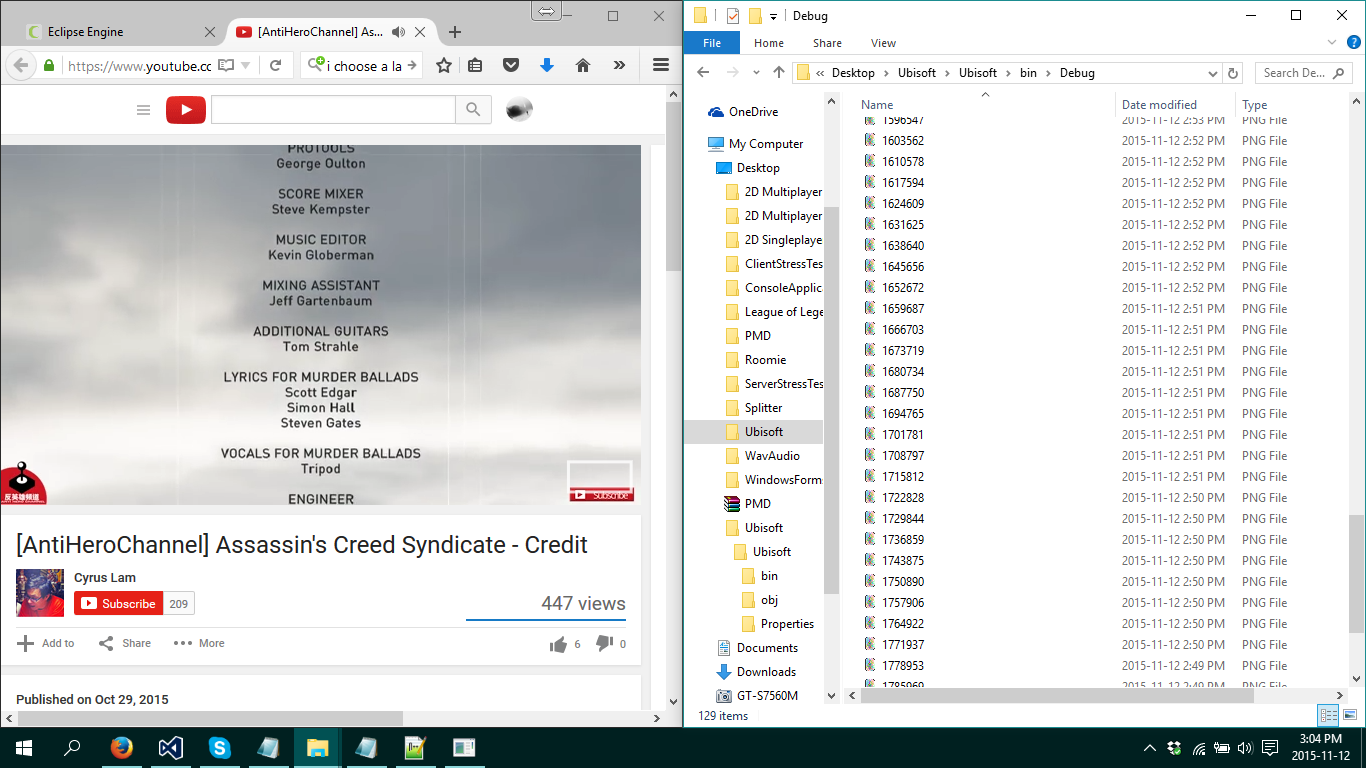 Eclipse Engine
[AntiHeroChannel] As...
https://www.youtube.cc
i choose a la
PROTOOLS
George Oulton
SCORE MIXER
Steve Kempster
MUSIC EDITOR
Kevin Globerman
MIXING ASSISTANT
Jeff Gartenbaum
ADDITIONAL GUITARS
Tom Strahle
LYRICS FOR MURDER BALLADS
Scott Edgar
Simon Hall
Steven Gates
VOCALS FOR MURDER BALLADS
Tripod
ENGINEER
反英雄頻道
Subscribe
[AntiHeroChannel] Assassin's Creed Syndicate - Credit
Cyrus Lam
Subscribe 209
447 views
Add to Share More 6 0
Published on Oct 29, 2015
Debug
File Home Share View
« Desktop > Ubisoft > Ubisoft > bin > Debug
Search De...
OneDrive
My Computer
Desktop
2D Multiplayer
2D Multiplayer
2D Singleplaye
ClientStressTes
ConsoleApplica
League of Lege
PMD
Roomie
ServerStressTes
Splitter
Ubisoft
WavAudio
WindowsForm
PMD
Ubisoft
Ubisoft
bin
obj
Properties
Documents
Downloads
GT-S7560M
Name Date modified Type
1596547 2015-11-12 2:53 PM PNG File
1603562 2015-11-12 2:52 PM PNG File
1610578 2015-11-12 2:52 PM PNG File
1617594 2015-11-12 2:52 PM PNG File
1624609 2015-11-12 2:52 PM PNG File
1631625 2015-11-12 2:52 PM PNG File
1638640 2015-11-12 2:52 PM PNG File
1645656 2015-11-12 2:52 PM PNG File
1652672 2015-11-12 2:52 PM PNG File
1659687 2015-11-12 2:51 PM PNG File
1666703 2015-11-12 2:51 PM PNG File
1673719 2015-11-12 2:51 PM PNG File
1680734 2015-11-12 2:51 PM PNG File
1687750 2015-11-12 2:51 PM PNG File
1694765 2015-11-12 2:51 PM PNG File
1701781 2015-11-12 2:51 PM PNG File
1708797 2015-11-12 2:51 PM PNG File
1715812 2015-11-12 2:51 PM PNG File
1722828 2015-11-12 2:50 PM PNG File
1729844 2015-11-12 2:50 PM PNG File
1736859 2015-11-12 2:50 PM PNG File
1743875 2015-11-12 2:50 PM PNG File
1750890 2015-11-12 2:50 PM PNG File
1757906 2015-11-12 2:50 PM PNG File
1764922 2015-11-12 2:50 PM PNG File
1771937 2015-11-12 2:50 PM PNG File
1778953 2015-11-12 2:49 PM PNG File
1785969 2015-11-12 2:49 PM PNG File
129 items
3:04 PM
2015-11-12